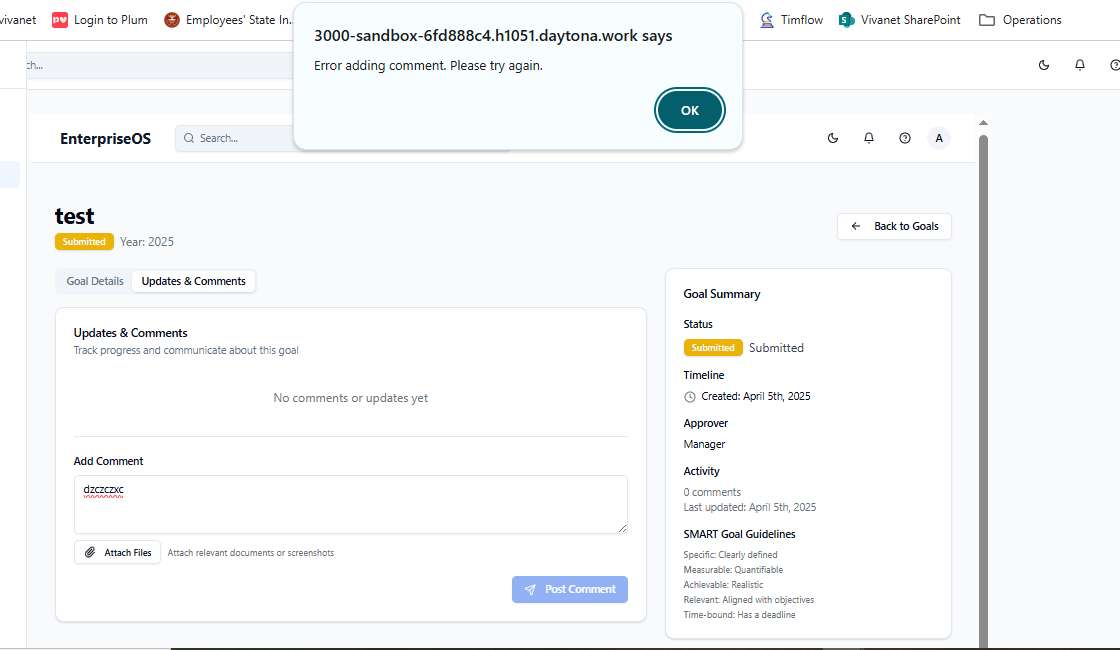 vivanet
Login to Plum
Employees' State In...
Timflow
Vivanet SharePoint
Operations
3000-sandbox-6fd888c4.h1051.daytona.work says
Error adding comment. Please try again.
OK
ch...
EnterpriseOS
Search...
A
test
Submitted Year: 2025
Back to Goals
Goal Details
Updates & Comments
Updates & Comments
Track progress and communicate about this goal
No comments or updates yet
Add Comment
dzczczxc
Attach Files
Attach relevant documents or screenshots
Post Comment
Goal Summary
Status
Submitted Submitted
Timeline
Created: April 5th, 2025
Approver
Manager
Activity
0 comments
Last updated: April 5th, 2025
SMART Goal Guidelines
Specific: Clearly defined
Measurable: Quantifiable
Achievable: Realistic
Relevant: Aligned with objectives
Time-bound: Has a deadline